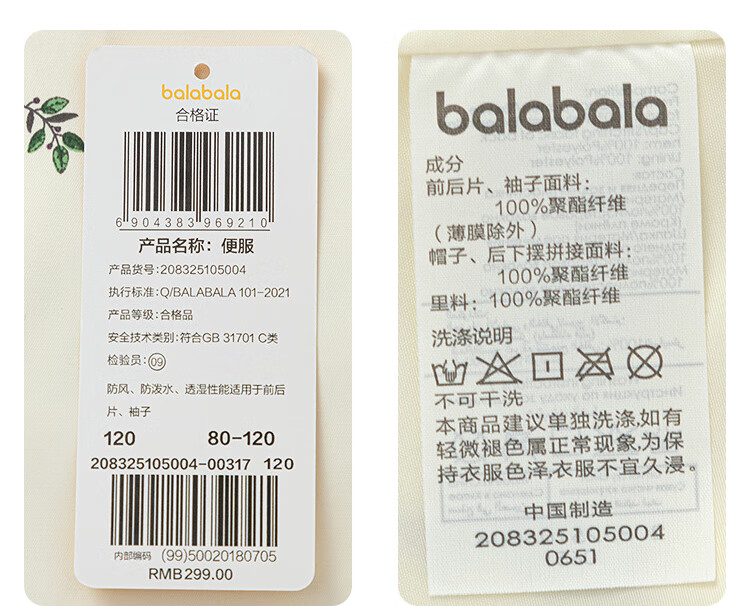 balabala
合格证
6 904383 969210
产品名称：便服
产品货号：208325105004
执行标准：Q/BALABALA 101-2021
产品等级：合格品
安全技术类别：符合GB 31701 C类
检验员：09
防风、防泼水、透湿性能适用于前后
片、袖子
120 80-120
208325105004-00317 120
内部编码 (99)50020180705
RMB299.00
balabala
成分
前后片、袖子面料：
100%聚酯纤维
（薄膜除外）
帽子、后下摆拼接面料：
100%聚酯纤维
里料：100%聚酯纤维
洗涤说明
不可干洗
本商品建议单独洗涤,如有
轻微褪色属正常现象,为保
持衣服色泽,衣服不宜久浸。
中国制造
208325105004
0651